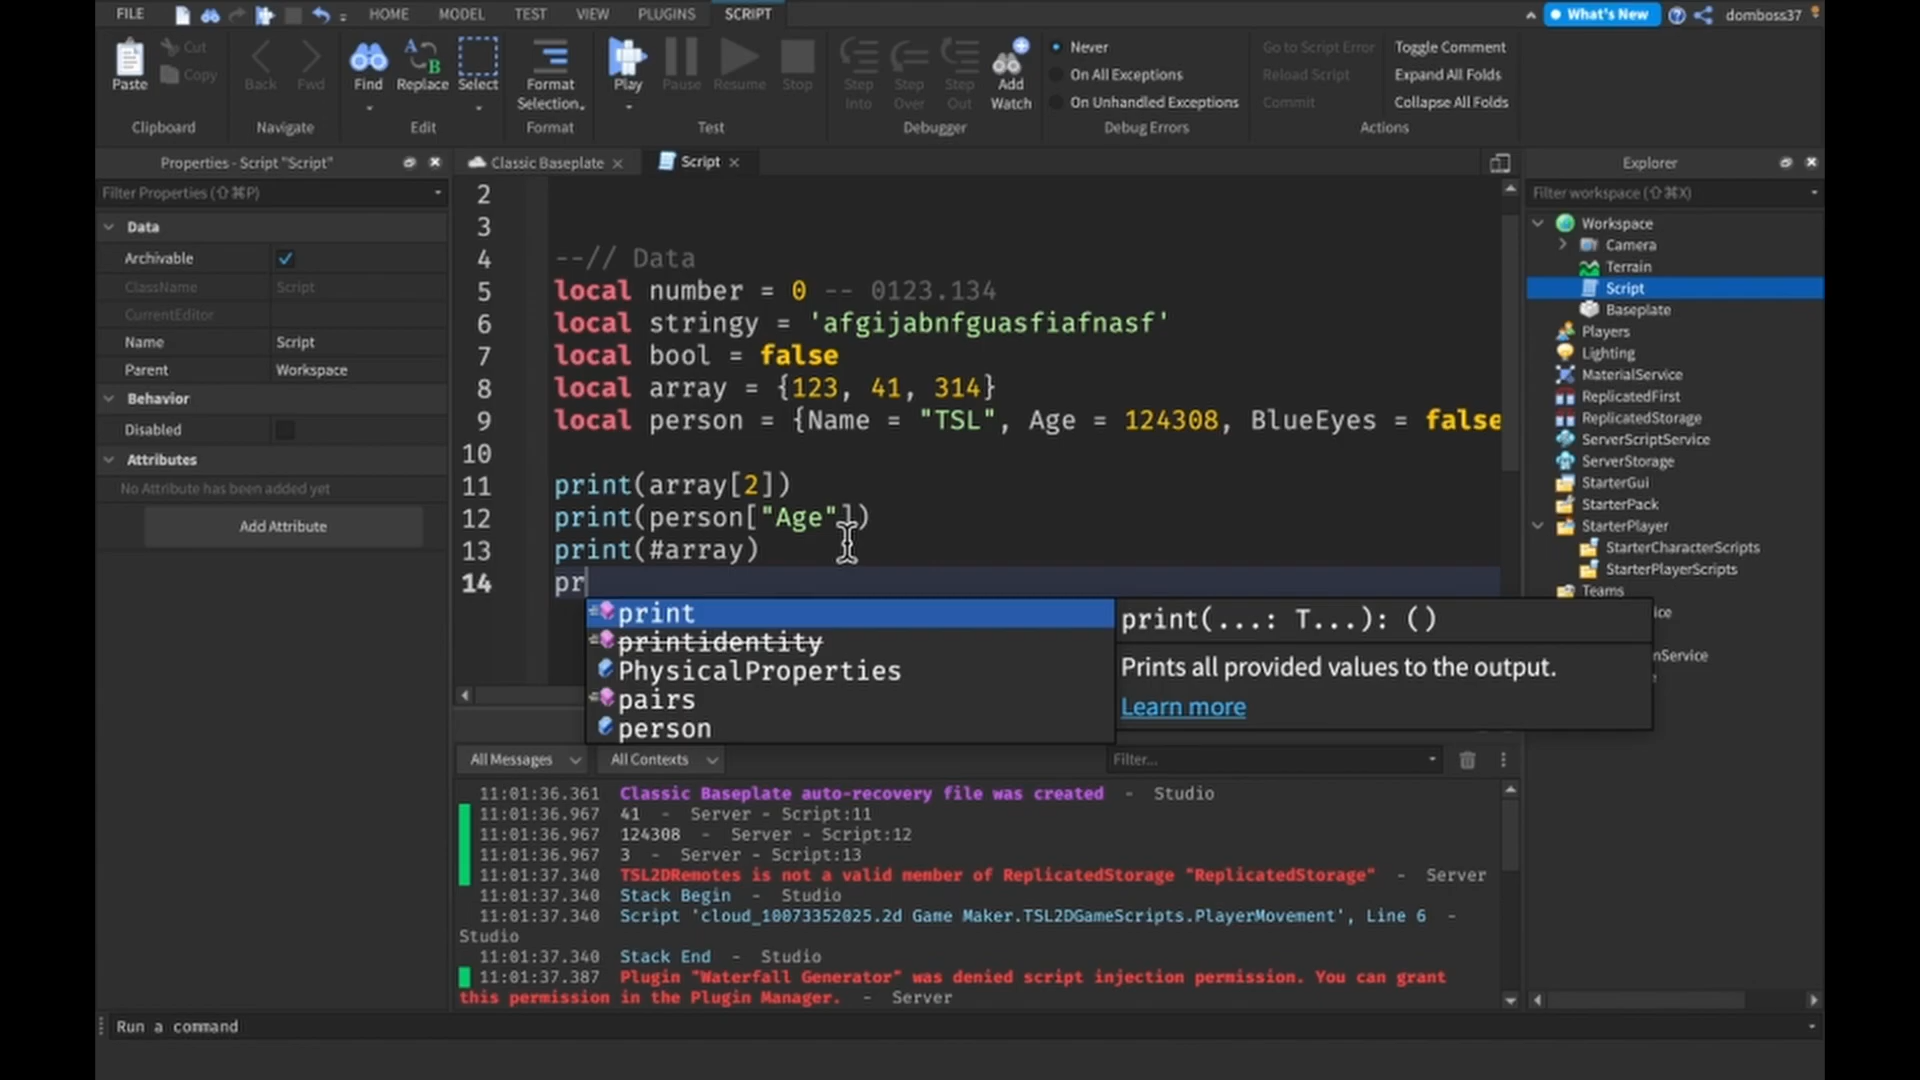 FILE HOME MODEL TEST VIEW PLUGINS SCRIPT What's New domboss37
Paste Cut Copy Back Fwd Find Replace Select Format Selection Play Pause Resume Stop Step Into Step Over Step Out Add Watch
Never Go to Script Error Toggle Comment
On All Exceptions Reload Script Expand All Folds
On Unhandled Exceptions Commit Collapse All Folds
Clipboard Navigate Edit Format Test Debugger Debug Errors Actions
Properties - Script "Script"
Filter Properties (⇧⌘P)
Data
Archivable
ClassName Script
CurrentEditor
Name Script
Parent Workspace
Behavior
Disabled
Attributes
No Attribute has been added yet
Add Attribute
Classic Baseplate Script
2
3
4 --// Data
5 local number = 0 -- 0123.134
6 local stringy = 'afgijabnfguasfiafnasf'
7 local bool = false
8 local array = {123, 41, 314}
9 local person = {Name = "TSL", Age = 124308, BlueEyes = false
10
11 print(array[2])
12 print(person["Age"])
13 print(#array)
14 pr
print
printidentity
PhysicalProperties
pairs
person
print(...: T...): ()
Prints all provided values to the output.
Learn more
All Messages All Contexts Filter...
11:01:36.361 Classic Baseplate auto-recovery file was created - Studio
11:01:36.967 41 - Server - Script:11
11:01:36.967 124308 - Server - Script:12
11:01:36.967 3 - Server - Script:13
11:01:37.340 TSL2DRemotes is not a valid member of ReplicatedStorage "ReplicatedStorage" - Server
11:01:37.340 Stack Begin - Studio
11:01:37.340 Script 'cloud_10073352025.2d Game Maker.TSL2DGameScripts.PlayerMovement', Line 6 -
Studio
11:01:37.340 Stack End - Studio
11:01:37.387 Plugin "Waterfall Generator" was denied script injection permission. You can grant
this permission in the Plugin Manager. - Server
Run a command
Explorer
Filter workspace (⇧⌘X)
Workspace
Camera
Terrain
Script
Baseplate
Players
Lighting
MaterialService
ReplicatedFirst
ReplicatedStorage
ServerScriptService
ServerStorage
StarterGui
StarterPack
StarterPlayer
StarterCharacterScripts
StarterPlayerScripts
Teams
ice
nService